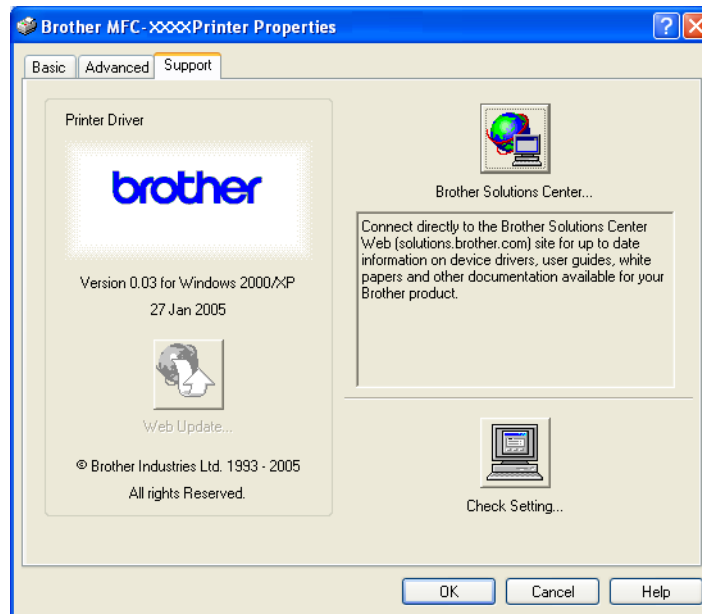 Brother MFC-XXXXPrinter Properties
Basic
Advanced
Support
Printer Driver
brother
Version 0.03 for Windows 2000/XP
27 Jan 2005
Web Update...
© Brother Industries Ltd. 1993 - 2005
All rights Reserved.
Brother Solutions Center...
Connect directly to the Brother Solutions Center
Web (solutions.brother.com) site for up to date
information on device drivers, user guides, white
papers and other documentation available for your
Brother product.
Check Setting...
OK
Cancel
Help